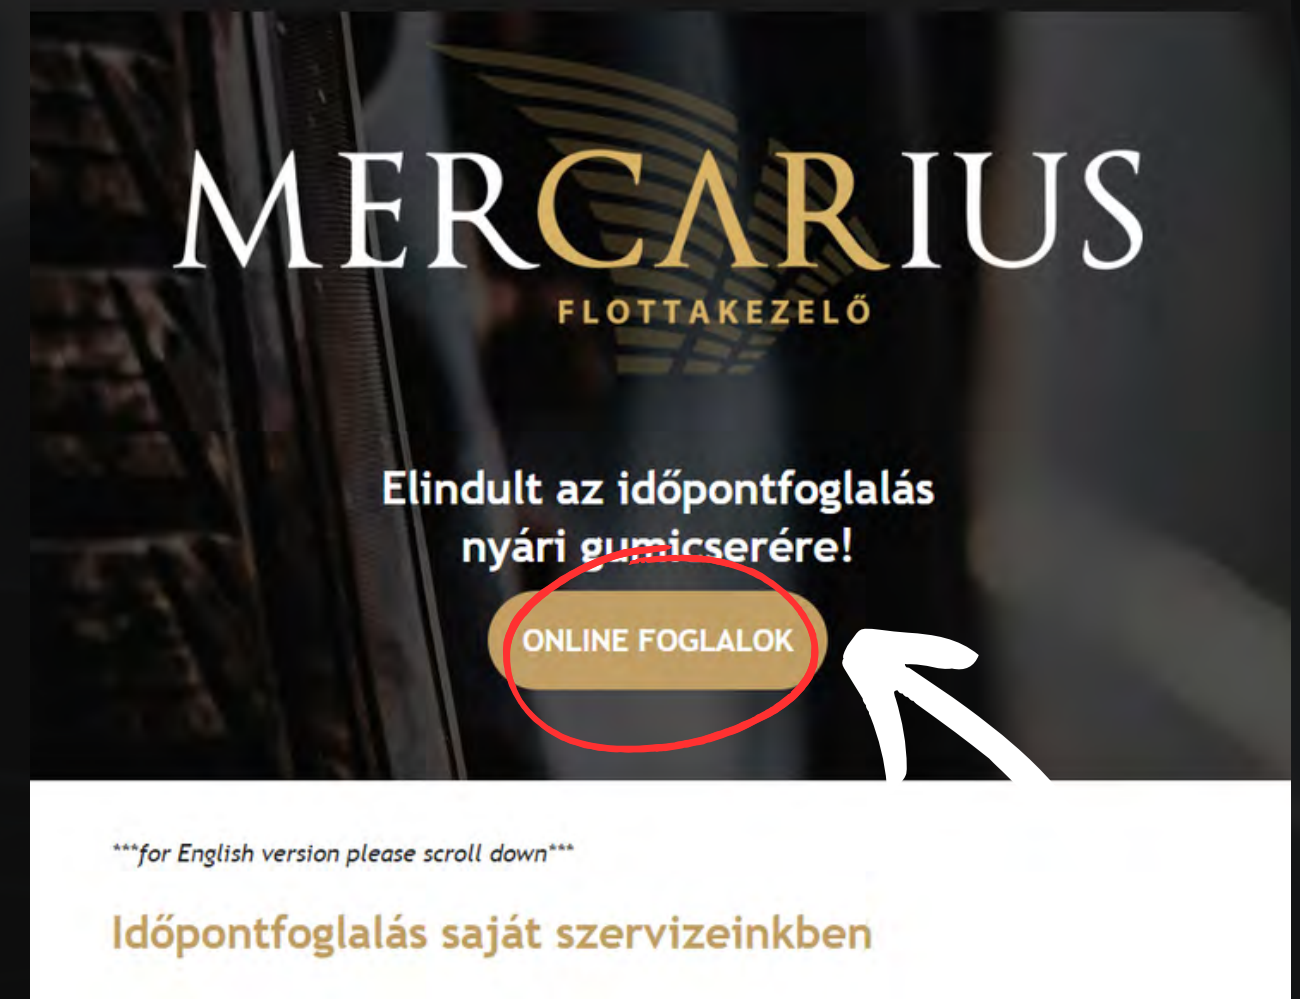 MERCARIUS
FLOTTAKEZELŐ
Elindult az időpontfoglalás
nyári gumicserére!
ONLINE FOGLALOK
***for English version please scroll down***
Időpontfoglalás saját szervizeinkben